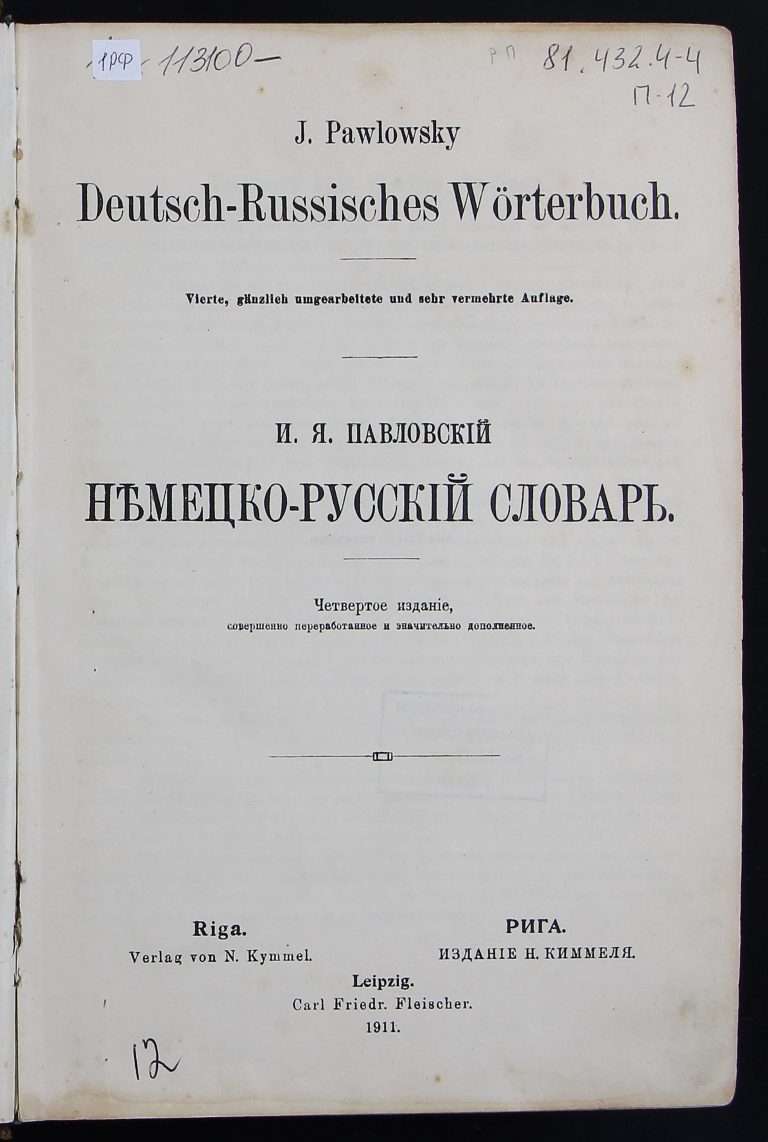 1РФ 113100—
РП 81.432.4-4
П-12
J. Pawlowsky
Deutsch-Russisches Wörterbuch.
Vierte, gänzlich umgearbeitete und sehr vermehrte Auflage.
И. Я. ПАВЛОВСКІЙ
НѢМЕЦКО-РУССКІЙ СЛОВАРЬ.
Четвертое изданіе,
совершенно переработанное и значительно дополненное.
Riga.
Verlag von N. Kymmel.
РИГА.
ИЗДАНІЕ Н. КИММЕЛЯ.
Leipzig.
Carl Friedr. Fleischer.
1911.
12